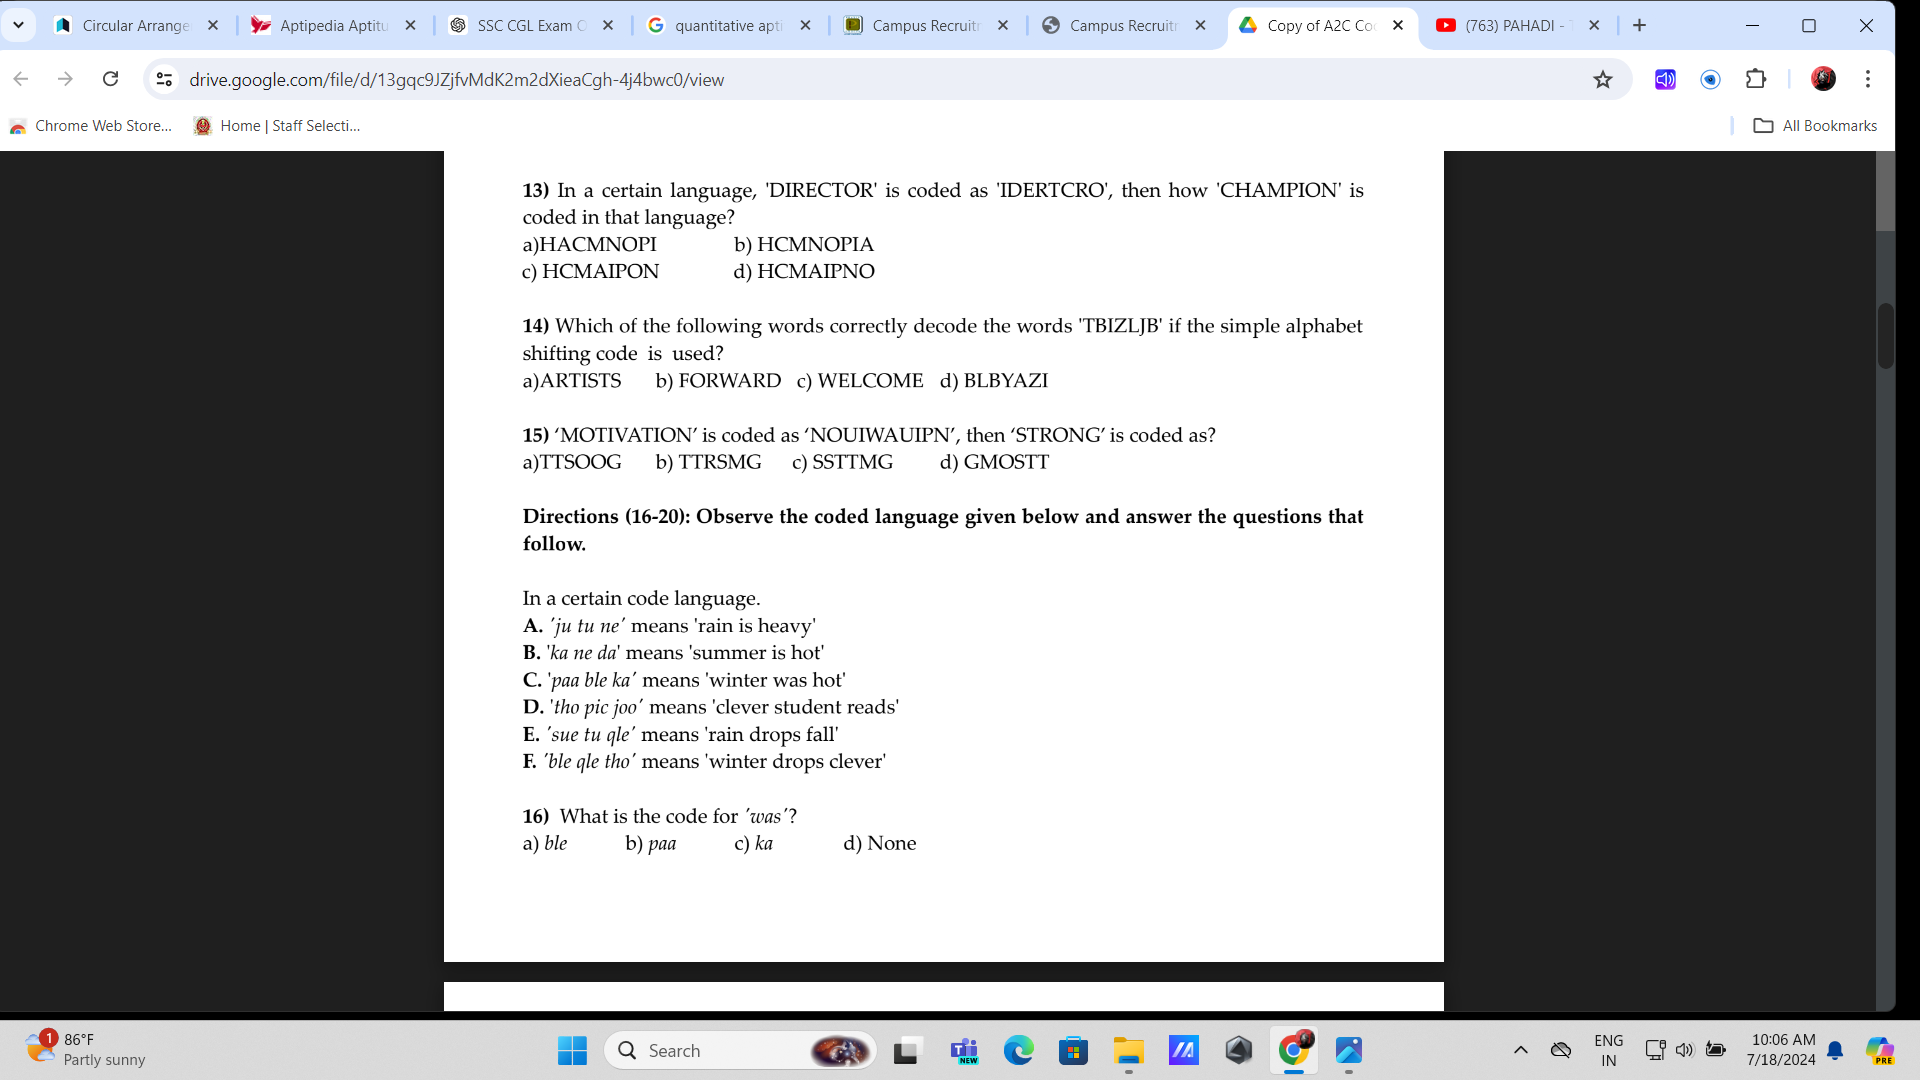 Circular Arrange
Aptipedia Aptitu
SSC CGL Exam O
quantitative apti
Campus Recruitr
Campus Recruitr
Copy of A2C Co
(763) PAHADI -
drive.google.com/file/d/13gqc9JZjfvMdK2m2dXieaCgh-4j4bwc0/view
Chrome Web Store...
Home | Staff Selecti...
All Bookmarks
13) In a certain language, 'DIRECTOR' is coded as 'IDERTCRO', then how 'CHAMPION' is
coded in that language?
a)HACMNOPI b) HCMNOPIA
c) HCMAIPON d) HCMAIPNO
14) Which of the following words correctly decode the words 'TBIZLJB' if the simple alphabet
shifting code is used?
a)ARTISTS b) FORWARD c) WELCOME d) BLBYAZI
15) ‘MOTIVATION’ is coded as ‘NOUIWAUIPN’, then ‘STRONG’ is coded as?
a)TTSOOG b) TTRSMG c) SSTTMG d) GMOSTT
Directions (16-20): Observe the coded language given below and answer the questions that
follow.
In a certain code language.
A. ‘ju tu ne’ means 'rain is heavy'
B. 'ka ne da' means 'summer is hot'
C. 'paa ble ka’ means 'winter was hot'
D. 'tho pic joo’ means 'clever student reads'
E. ‘sue tu qle’ means 'rain drops fall'
F. ‘ble qle tho’ means 'winter drops clever'
16) What is the code for ‘was’?
a) ble b) paa c) ka d) None
1
86°F
Partly sunny
Search
NEW
ENG
IN
10:06 AM
7/18/2024
PRE